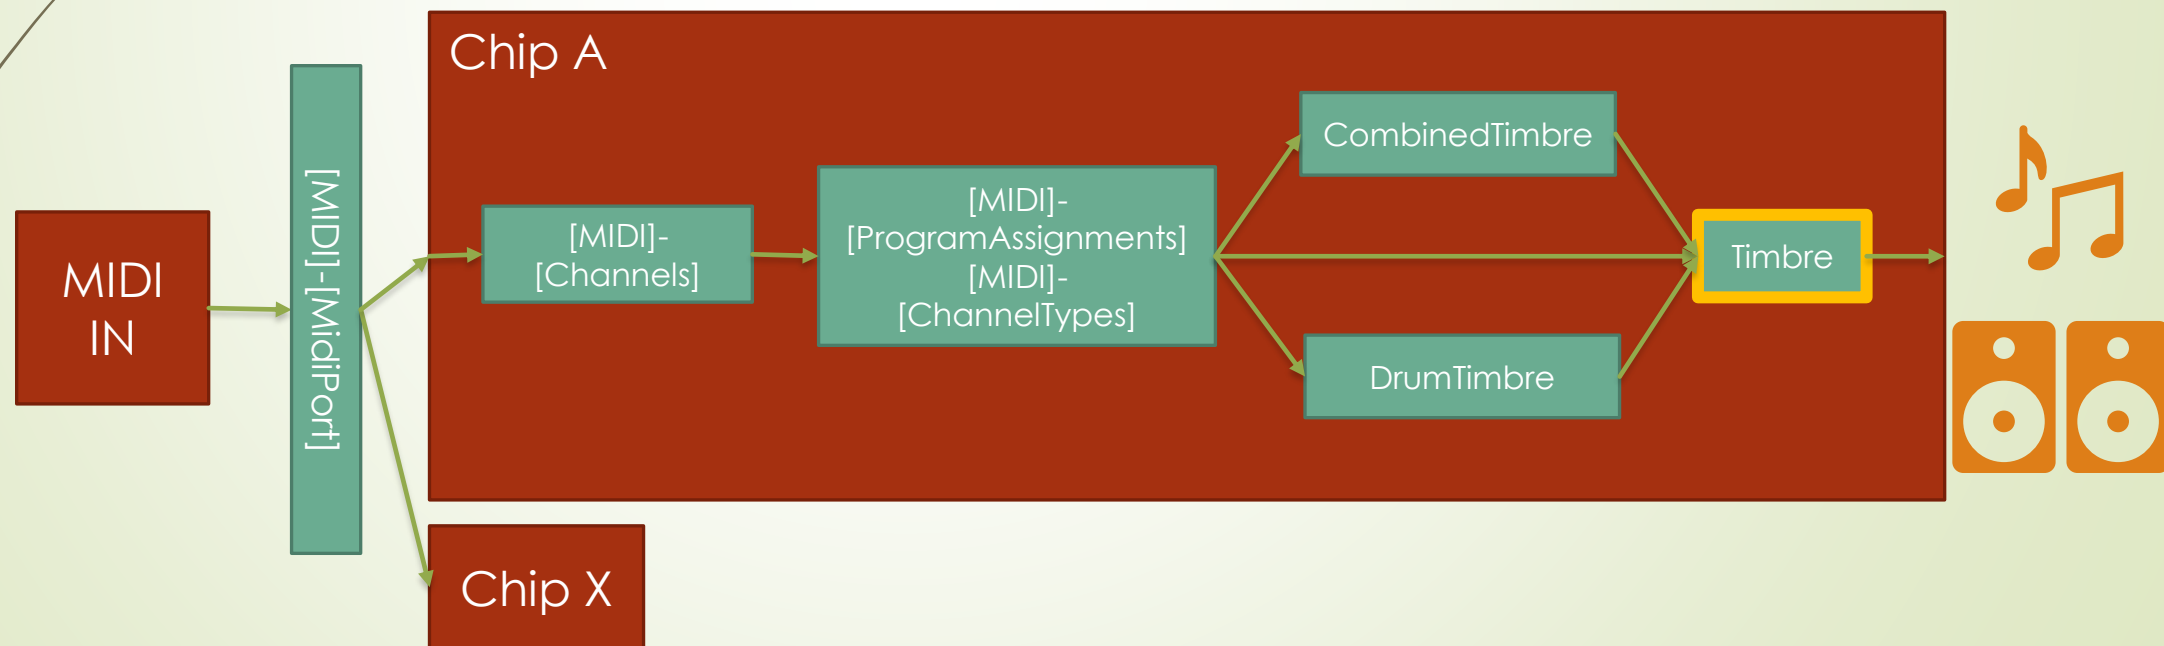 Chip A
MIDI
IN
[MIDI]-[MidiPort]
[MIDI]-
[Channels]
[MIDI]-
[ProgramAssignments]
[MIDI]-
[ChannelTypes]
CombinedTimbre
Timbre
DrumTimbre
Chip X